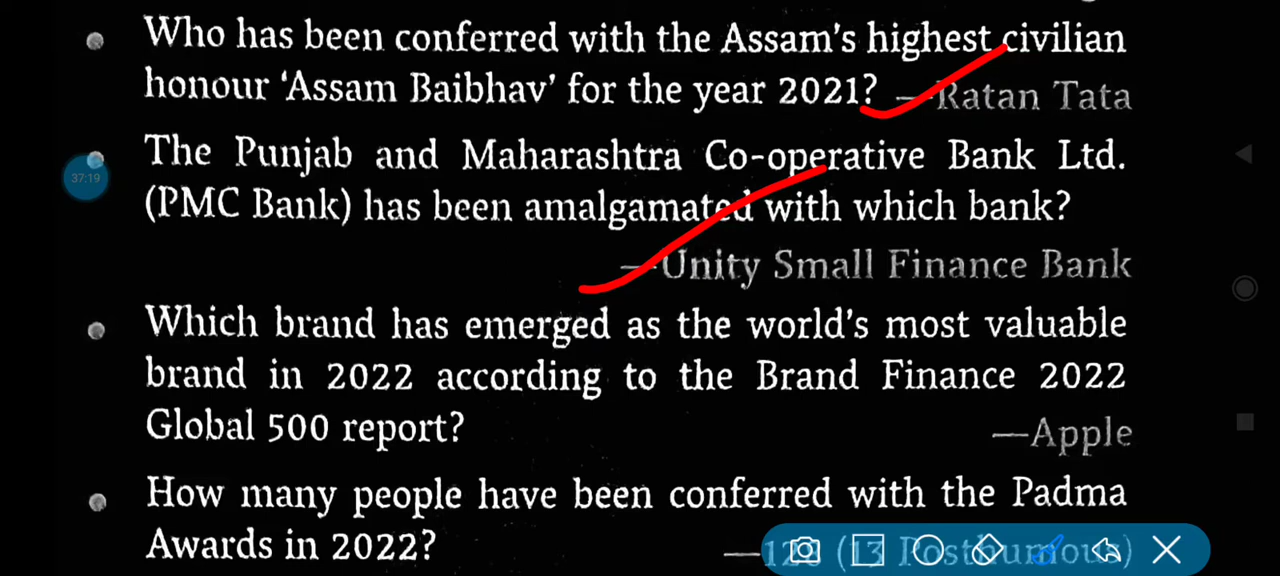 Who has been conferred with the Assam's highest civilian
honour 'Assam Baibhav' for the year 2021? —Ratan Tata
The Punjab and Maharashtra Co-operative Bank Ltd.
37:19
(PMC Bank) has been amalgamated with which bank?
—Unity Small Finance Bank
Which brand has emerged as the world's most valuable
brand in 2022 according to the Brand Finance 2022
Global 500 report? —Apple
How many people have been conferred with the Padma
Awards in 2022? —128 (13 Posthumous)